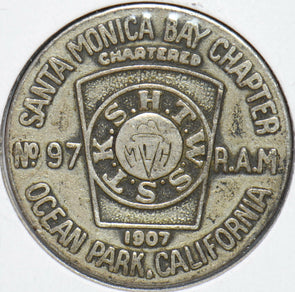 SANTA MONICA BAY CHAPTER
CHARTERED
No 97
R.A.M.
H.T.W.S.S.T.K.S.
1907
OCEAN PARK, CALIFORNIA